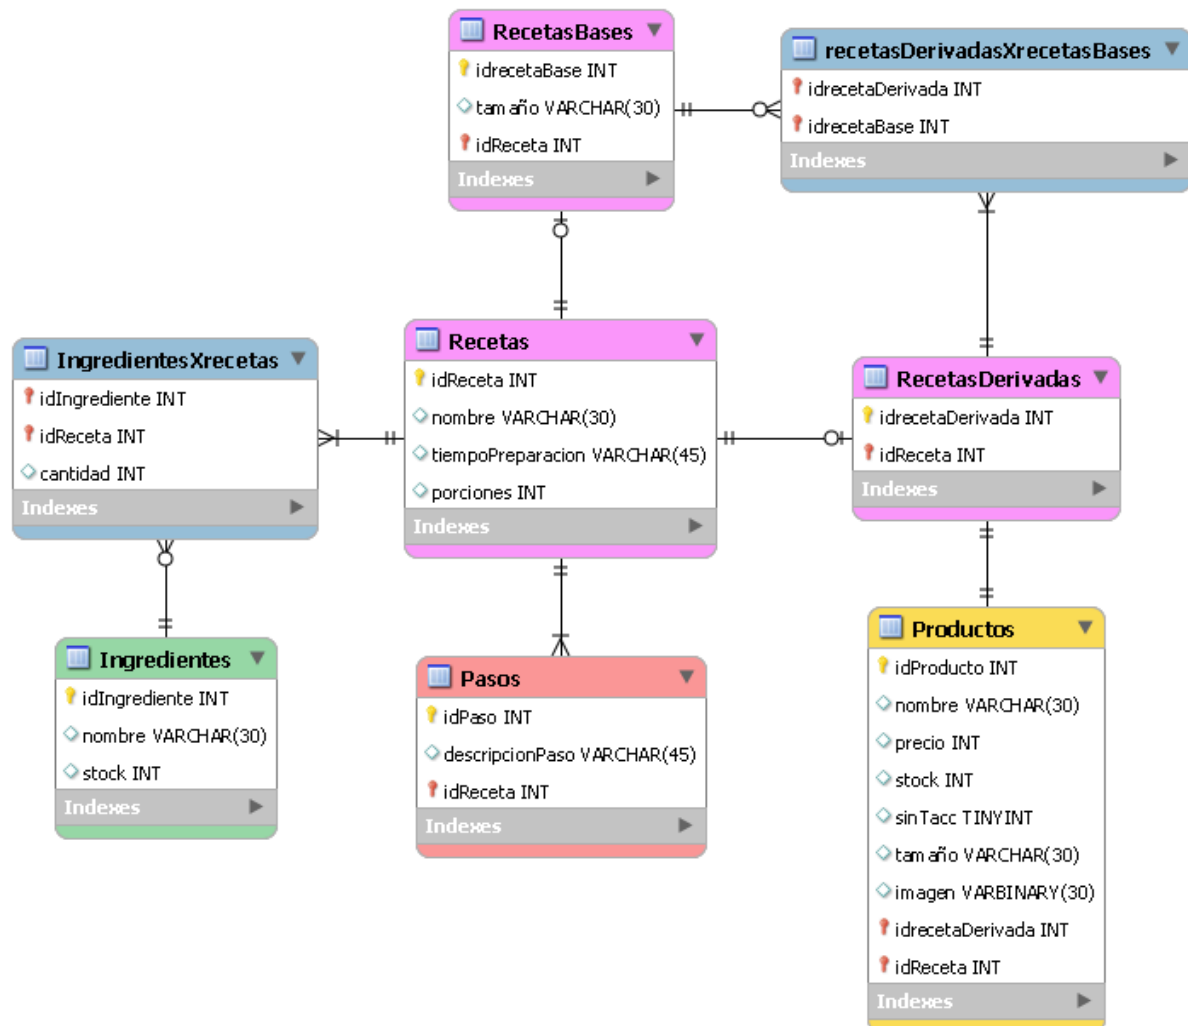 RecetasBases
idrecetaBase INT
tamaño VARCHAR(30)
idReceta INT
Indexes
recetasDerivadasXrecetasBases
idrecetaDerivada INT
idrecetaBase INT
Indexes
IngredientesXrecetas
idIngrediente INT
idReceta INT
cantidad INT
Indexes
Recetas
idReceta INT
nombre VARCHAR(30)
tiempoPreparacion VARCHAR(45)
porciones INT
Indexes
RecetasDerivadas
idrecetaDerivada INT
idReceta INT
Indexes
Ingredientes
idIngrediente INT
nombre VARCHAR(30)
stock INT
Indexes
Pasos
idPaso INT
descripcionPaso VARCHAR(45)
idReceta INT
Indexes
Productos
idProducto INT
nombre VARCHAR(30)
precio INT
stock INT
sinTacc TINYINT
tamaño VARCHAR(30)
imagen VARBINARY(30)
idrecetaDerivada INT
idReceta INT
Indexes